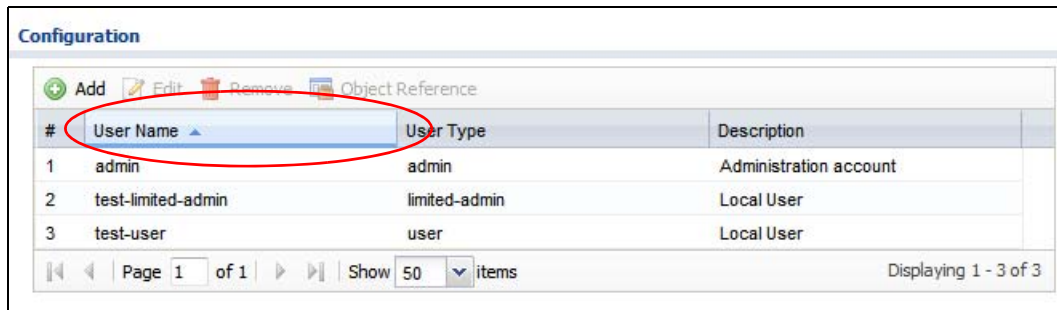 Configuration
Add Edit Remove Object Reference
# User Name User Type Description
1 admin admin Administration account
2 test-limited-admin limited-admin Local User
3 test-user user Local User
Page 1 of 1 Show 50 items Displaying 1 - 3 of 3